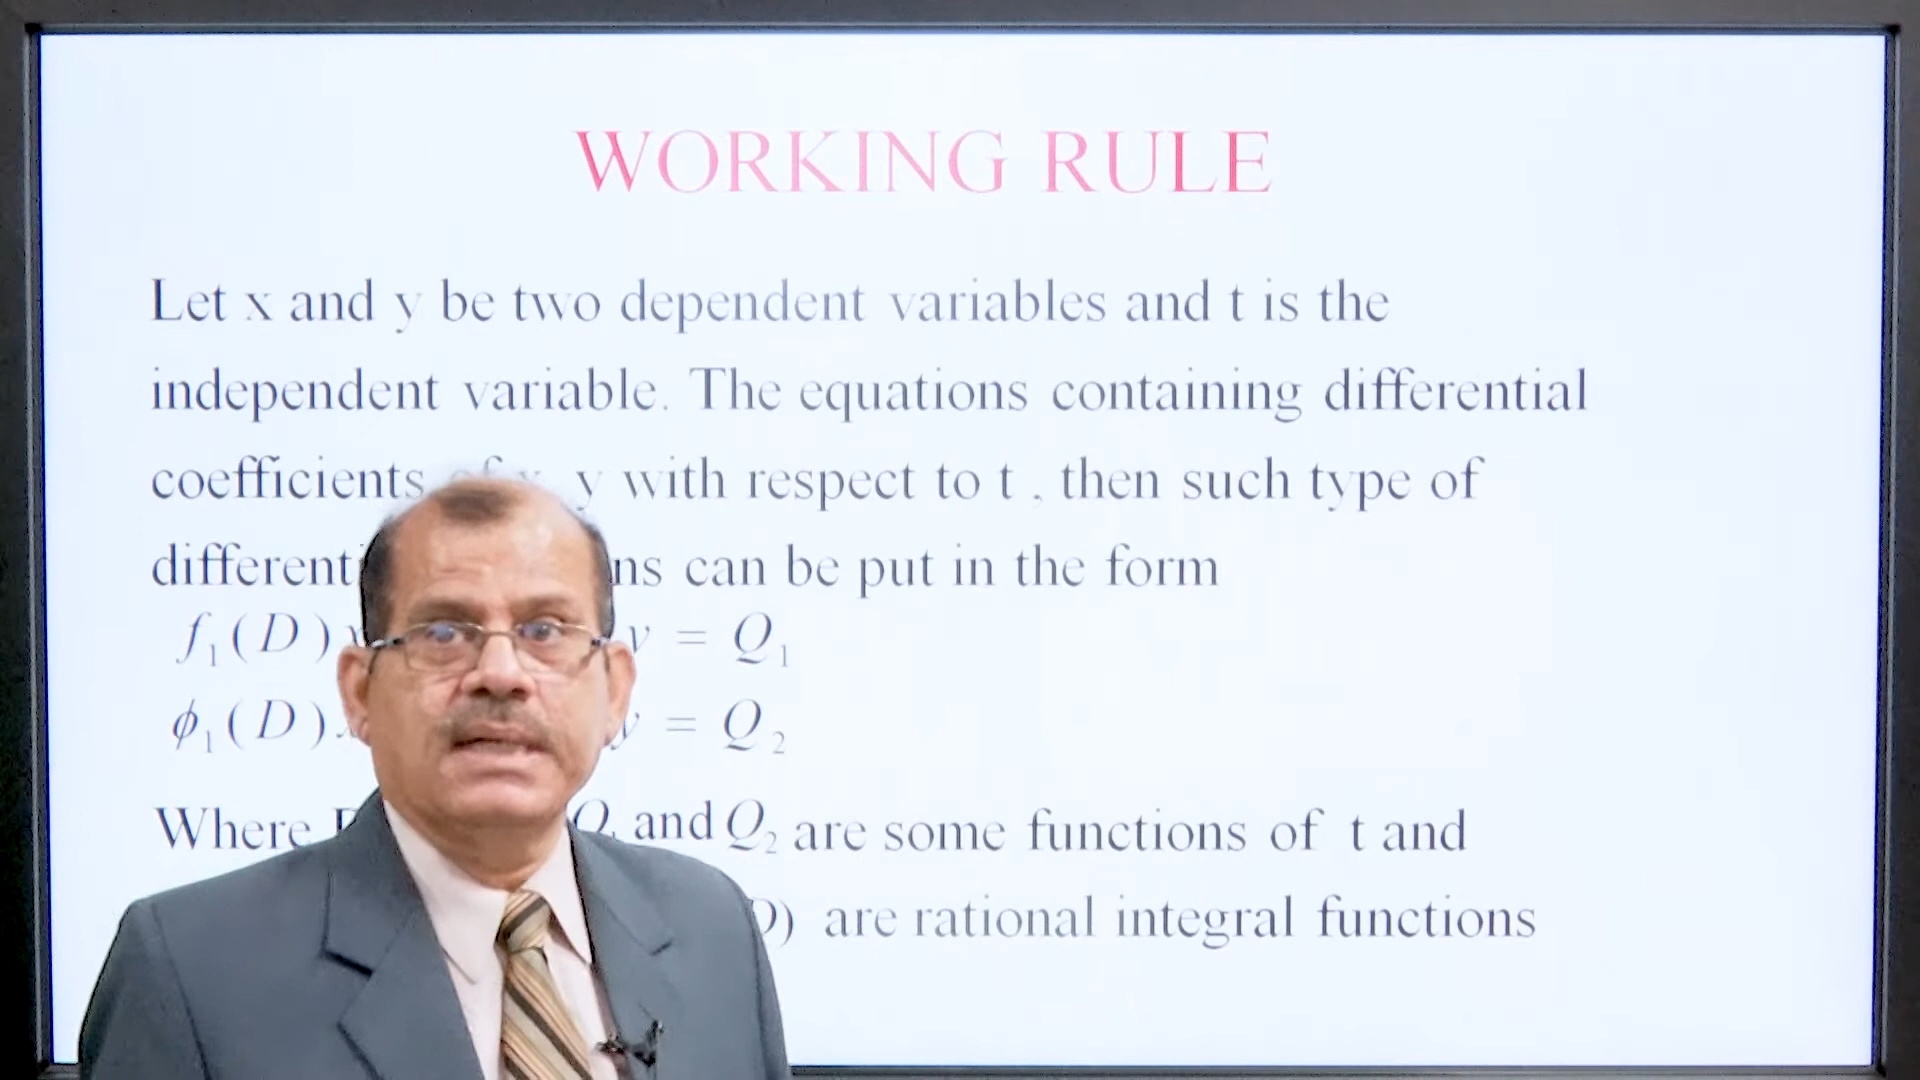 WORKING RULE
Let x and y be two dependent variables and t is the
independent variable. The equations containing differential
coefficients y with respect to t , then such type of
can be put in the form
f₁(D) y = Q₁
ϕ₁(D) y = Q₂
Where and Q₂ are some functions of t and
are rational integral functions